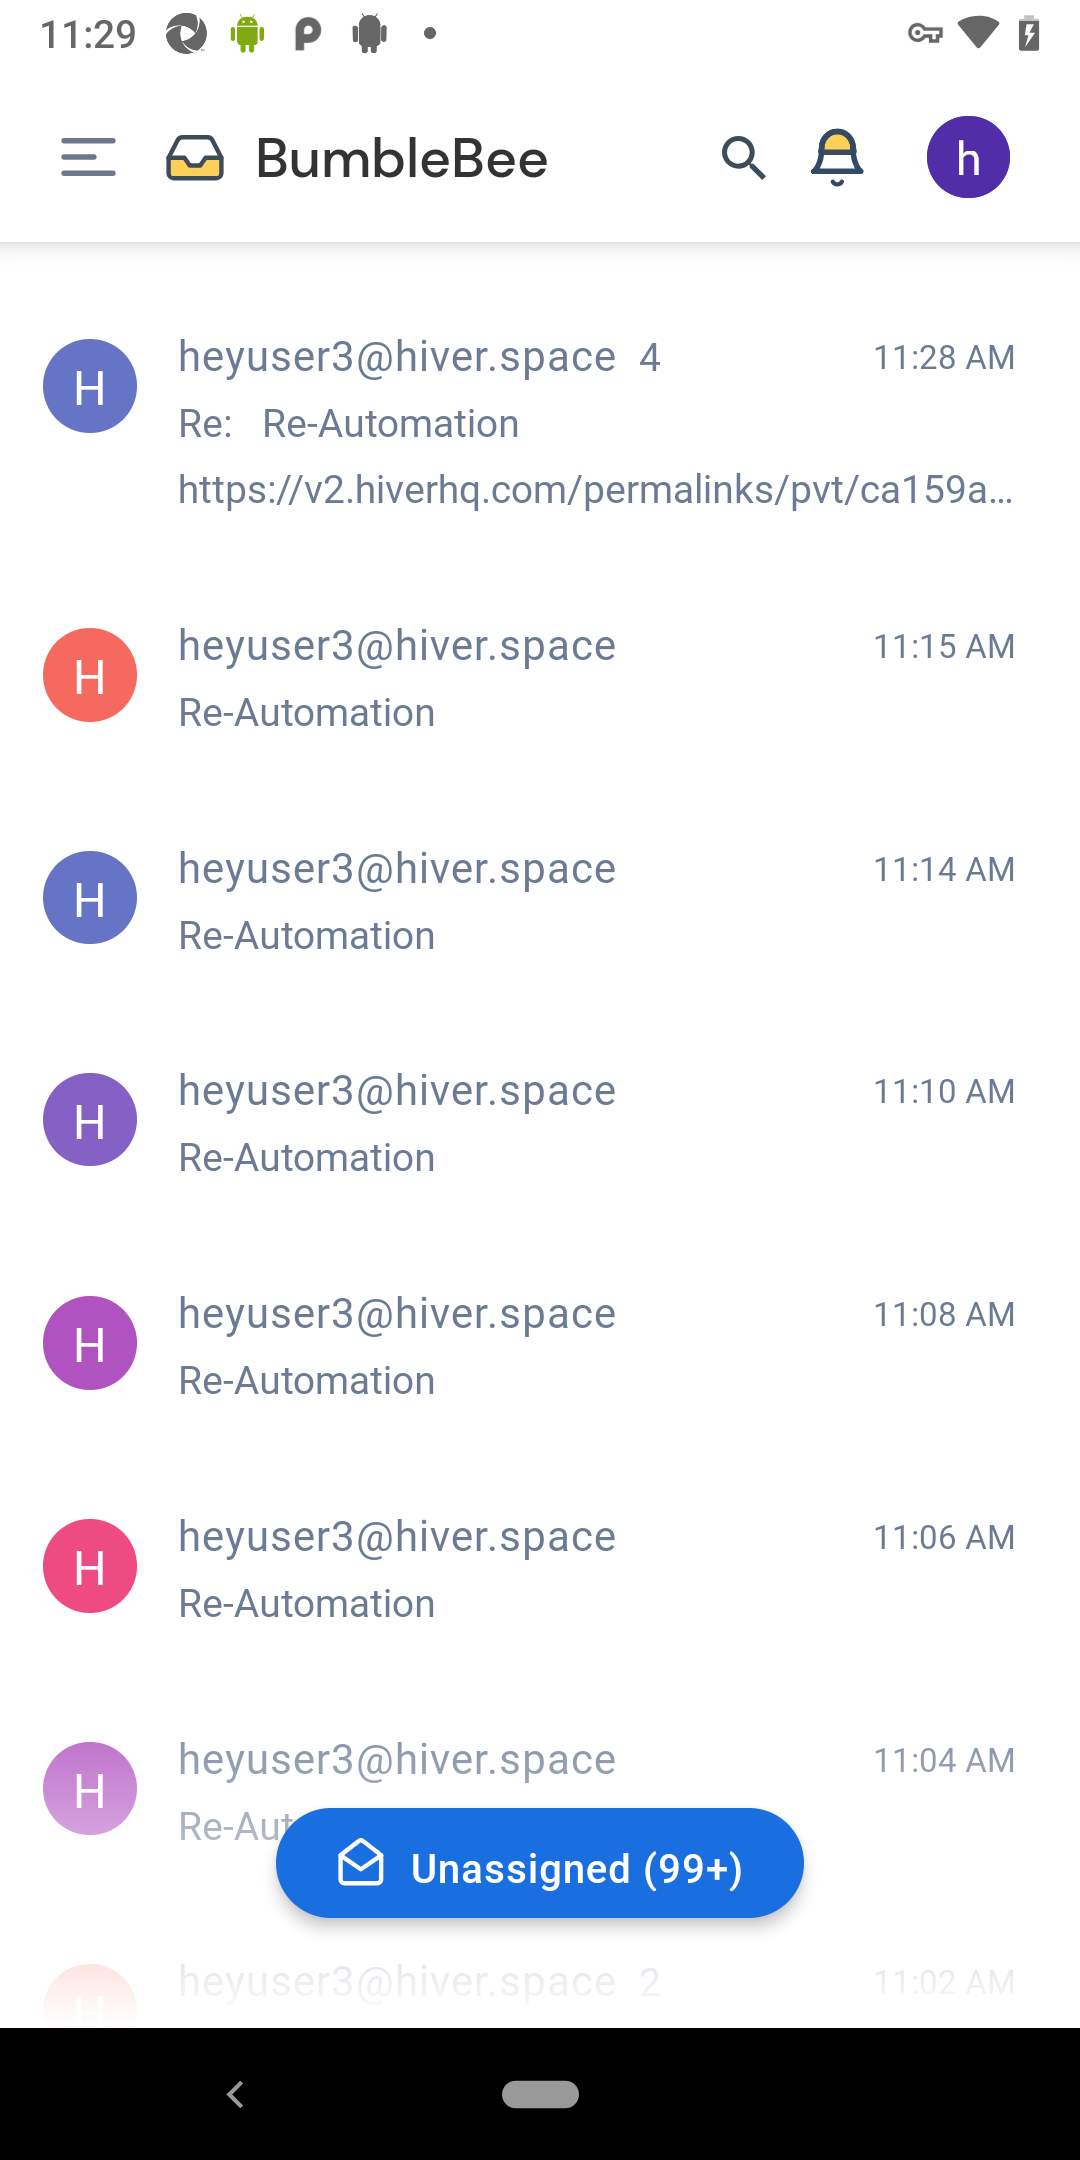 11:29
BumbleBee
h
H
heyuser3@hiver.space 4
11:28 AM
Re: Re-Automation
https://v2.hiverhq.com/permalinks/pvt/ca159a…
H
heyuser3@hiver.space
11:15 AM
Re-Automation
H
heyuser3@hiver.space
11:14 AM
Re-Automation
H
heyuser3@hiver.space
11:10 AM
Re-Automation
H
heyuser3@hiver.space
11:08 AM
Re-Automation
H
heyuser3@hiver.space
11:06 AM
Re-Automation
H
heyuser3@hiver.space
11:04 AM
Re-Aut
Unassigned (99+)
H
heyuser3@hiver.space 2
11:02 AM